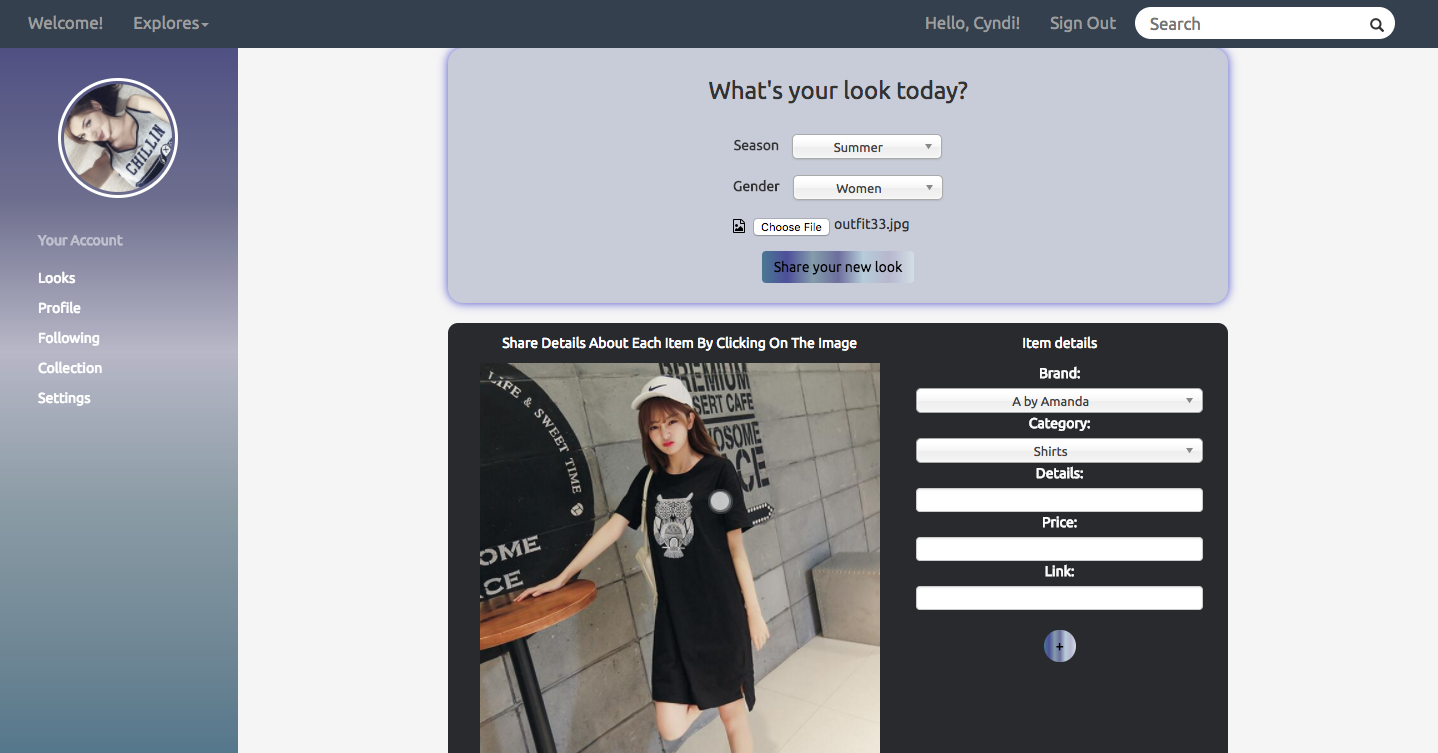 Welcome! Explores Hello, Cyndi! Sign Out Search
CHILLIN
Your Account
Looks
Profile
Following
Collection
Settings
What's your look today?
Season Summer
Gender Women
Choose File outfit33.jpg
Share your new look
Share Details About Each Item By Clicking On The Image
LIFE & SWEET TIME
PREMIUM
SERT CAFE
OSOME
CE
OME
CE
Item details
Brand:
A by Amanda
Category:
Shirts
Details:
Price:
Link:
+